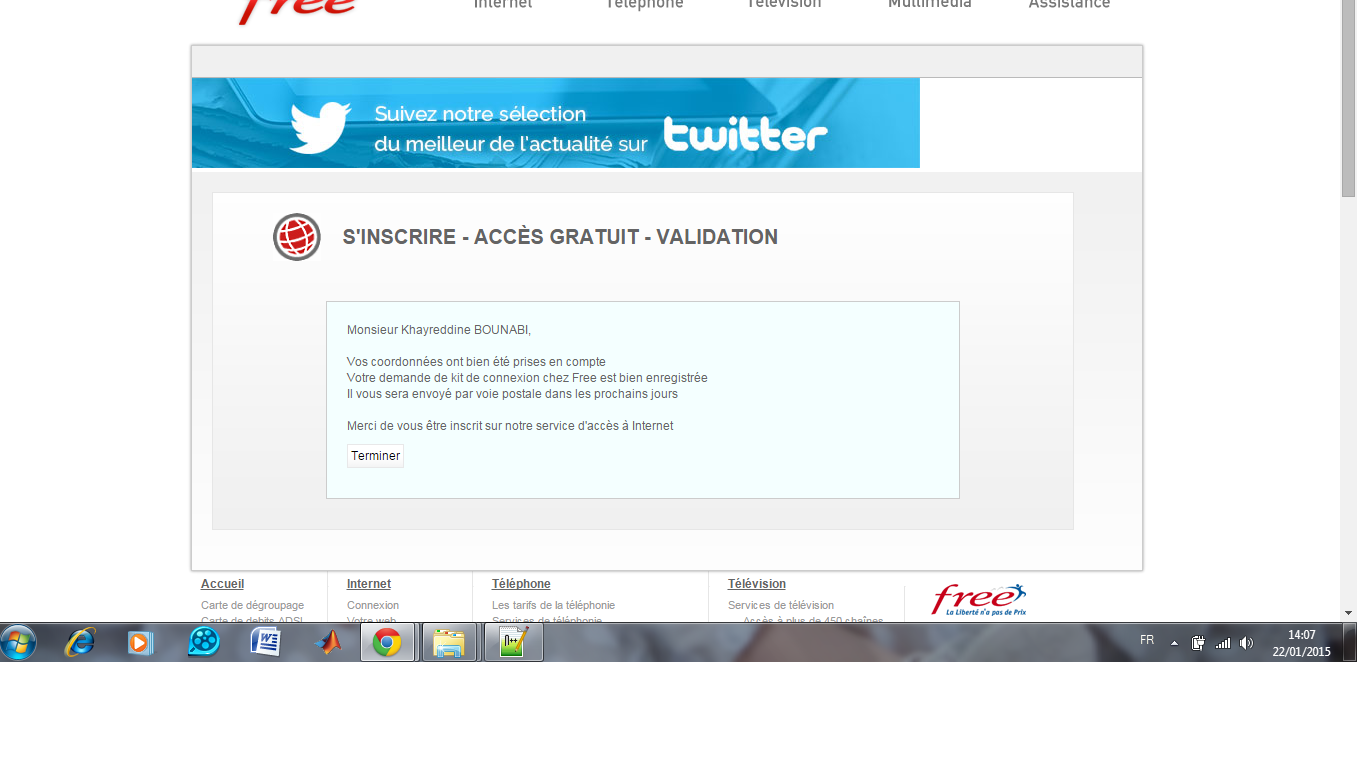 free
Internet Téléphone Télévision Multimédia Assistance
Suivez notre sélection
du meilleur de l'actualité sur twitter
S'INSCRIRE - ACCÈS GRATUIT - VALIDATION
Monsieur Khayreddine BOUNABI,
Vos coordonnées ont bien été prises en compte
Votre demande de kit de connexion chez Free est bien enregistrée
Il vous sera envoyé par voie postale dans les prochains jours
Merci de vous être inscrit sur notre service d'accès à Internet
Terminer
Accueil Internet Téléphone Télévision
Carte de dégroupage Connexion Les tarifs de la téléphonie Services de télévision
Carte de debits ADSL Votre web Services de téléphonie Accès à plus de 450 chaînes
free
La Liberté n'a pas de Prix
FR
14:07
22/01/2015